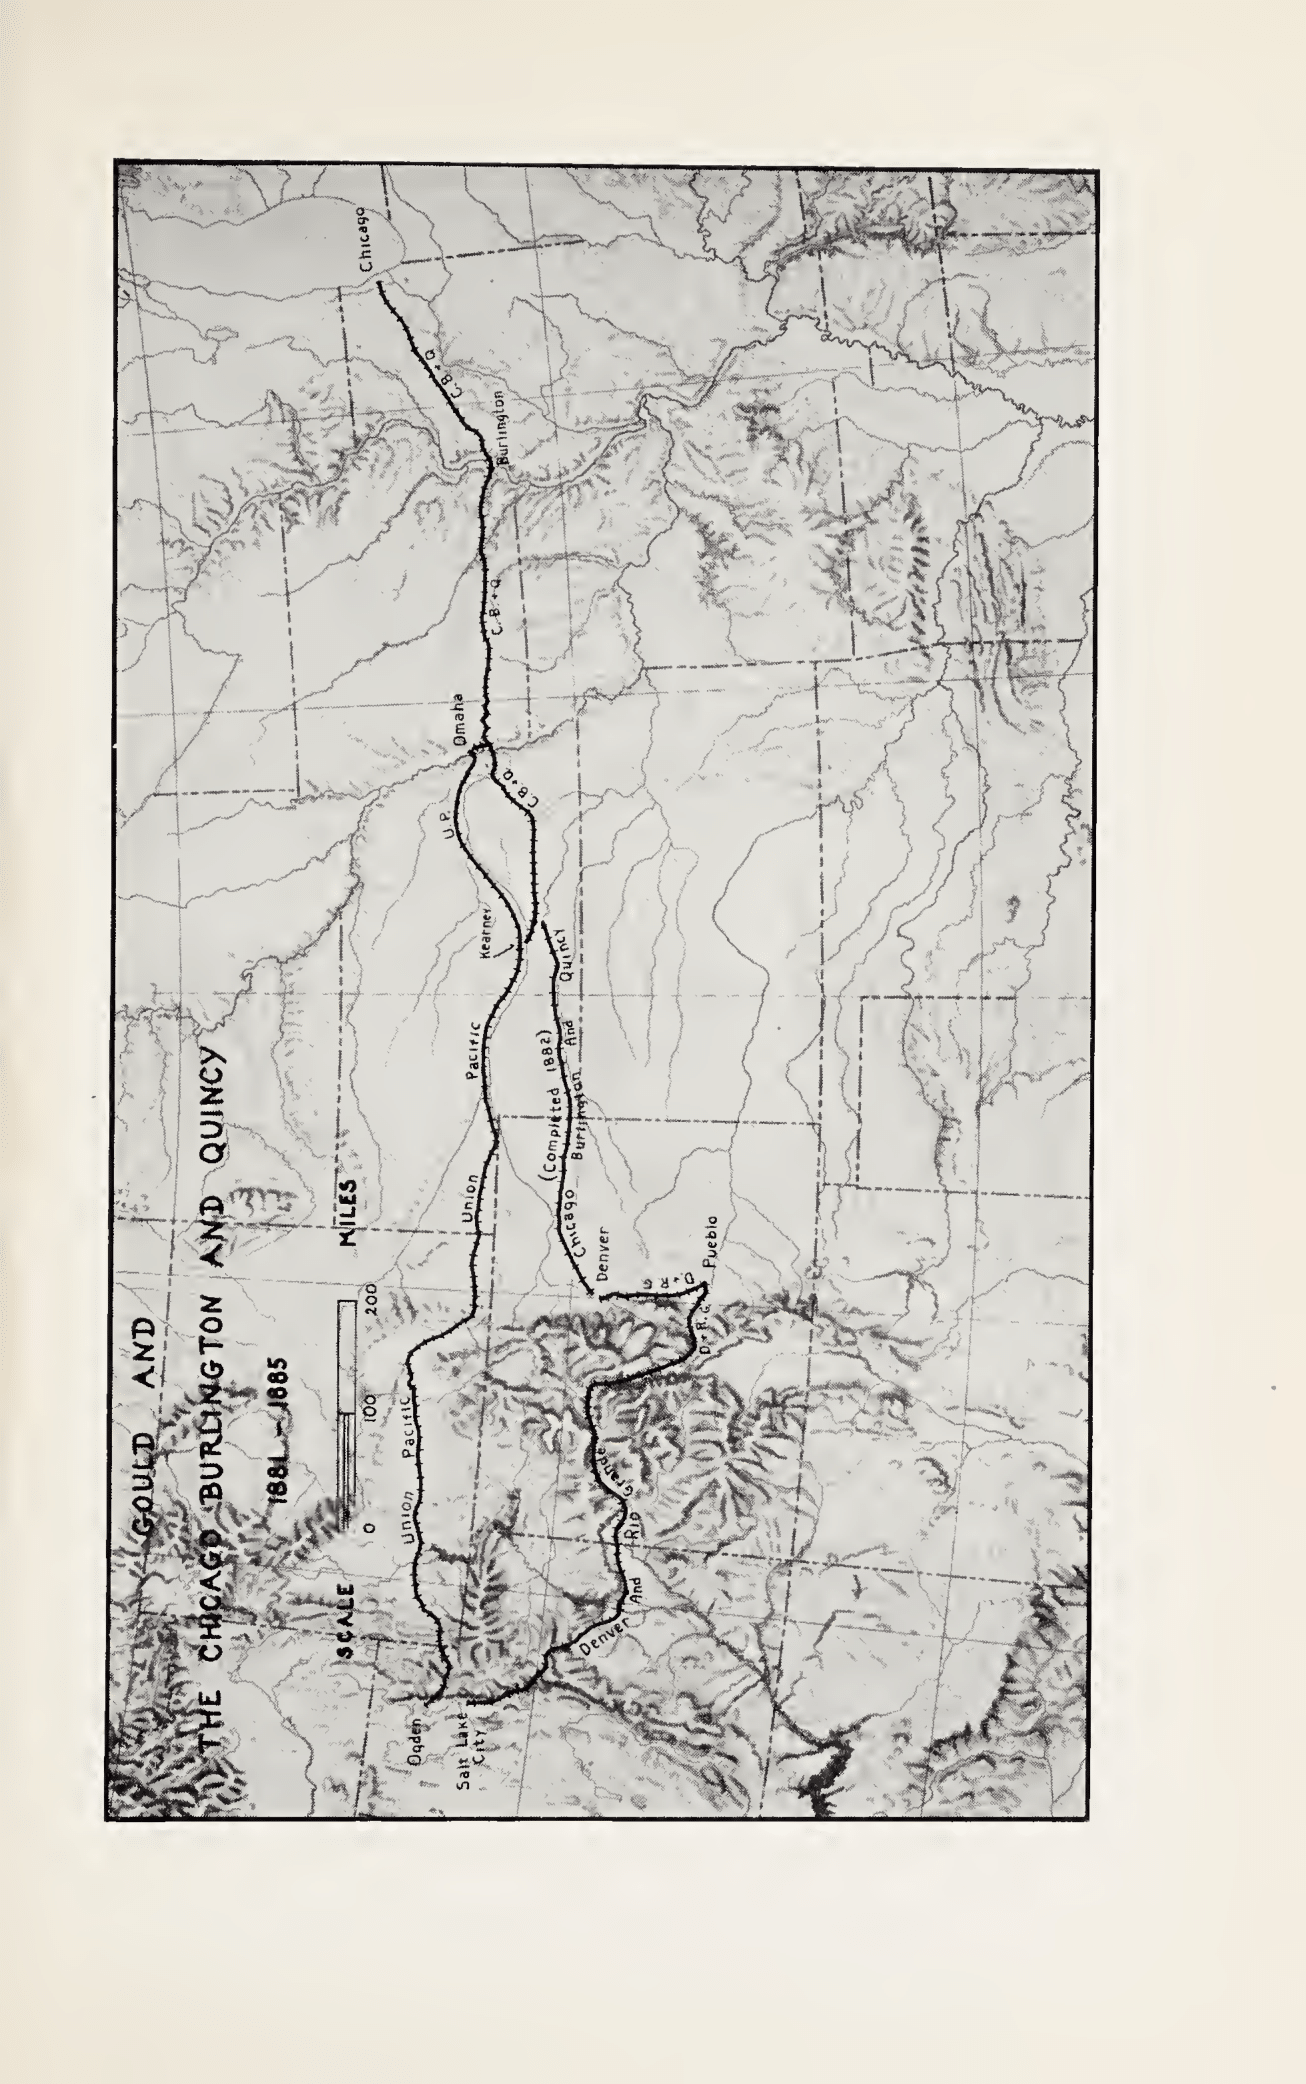 GOULD AND
THE CHICAGO BURLINGTON AND QUINCY
1881 - 1885
SCALE MILES
0 100 200
Ogden
Salt Lake
City
Union Pacific
Union Pacific
Kearney
U.P.
Omaha
C.B.+Q.
C.B.+Q.
Burlington
C.B.+Q.
Chicago
Chicago Burlington And Quincy
(Completed 1882)
Denver
D+R.G.
Pueblo
D+R.G.
Denver And Rio Grande